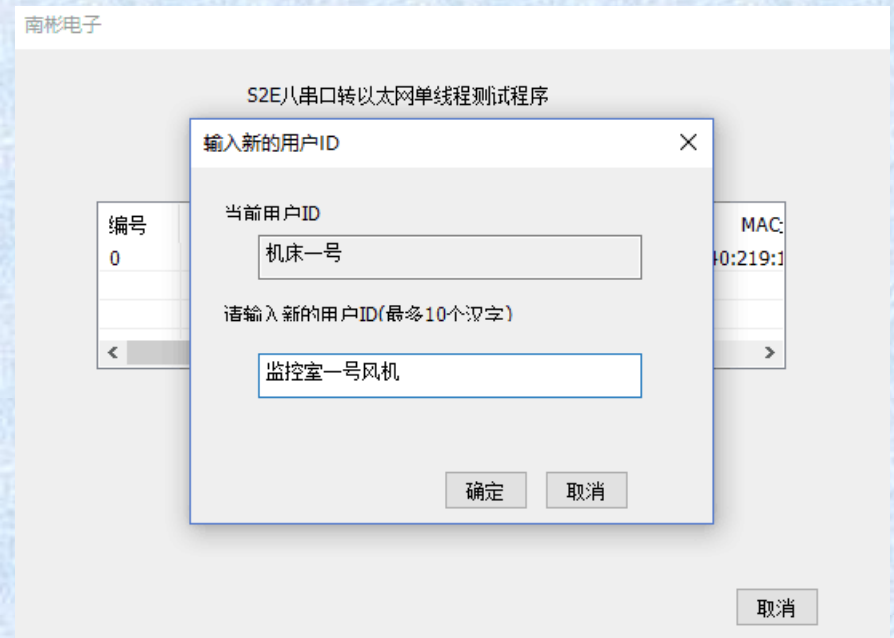 南彬电子
S2E八串口转以太网单线程测试程序
输入新的用户ID
当前用户ID
机床一号
请输入新的用户ID(最多10个汉字)
监控室一号风机
确定 取消
编号 MAC
0 40:219:1
取消